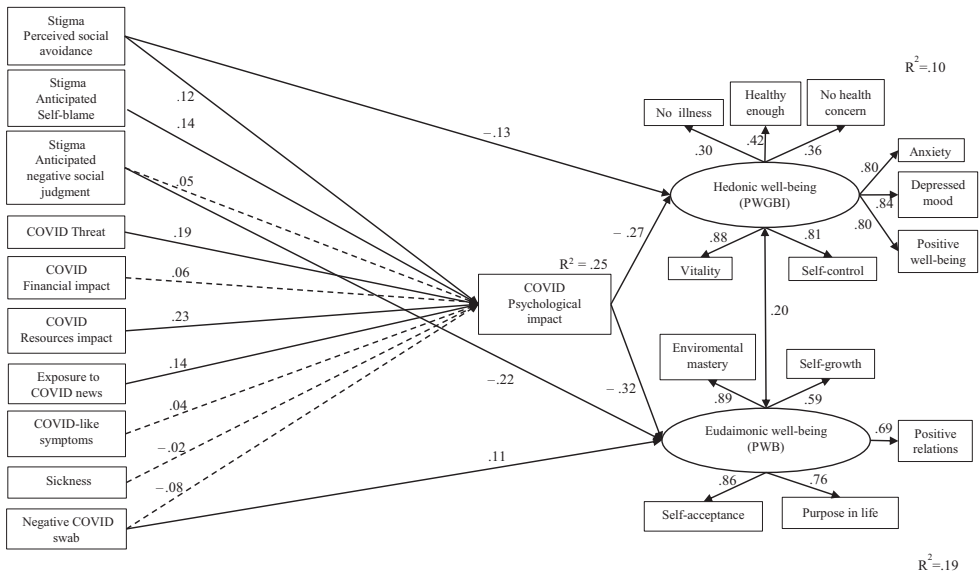 Stigma
Perceived social
avoidance
Stigma
Anticipated
Self-blame
Stigma
Anticipated
negative social
judgment
COVID Threat
COVID
Financial impact
COVID
Resources impact
Exposure to
COVID news
COVID-like
symptoms
Sickness
Negative COVID
swab
.12
.14
.05
.19
.06
.23
.14
.04
−.02
−.08
−.13
−.22
.11
R² = .25
COVID
Psychological
impact
− .27
− .32
R²=.10
No illness
Healthy
enough
No health
concern
.30
.42
.36
Hedonic well-being
(PWGBI)
.80
.84
.80
Anxiety
Depressed
mood
Positive
well-being
.88
.81
Vitality
Self-control
.20
Enviromental
mastery
Self-growth
.89
.59
Eudaimonic well-being
(PWB)
.69
Positive
relations
.86
.76
Self-acceptance
Purpose in life
R²=.19